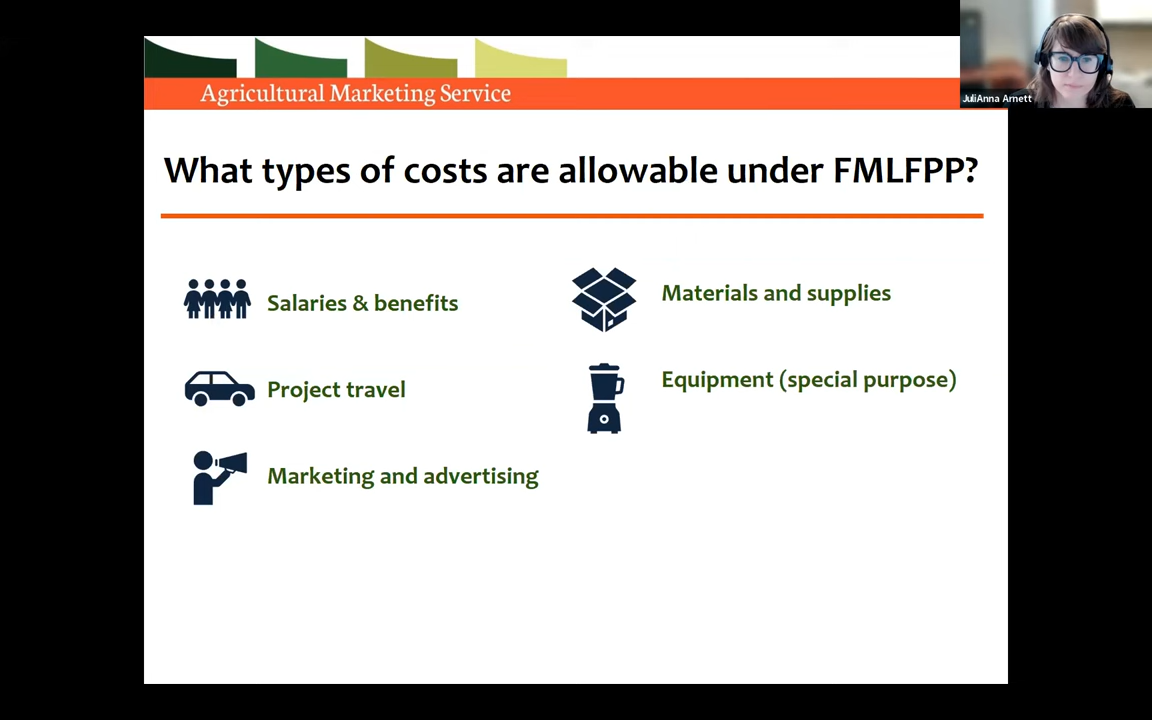 Agricultural Marketing Service
JuliAnna Arnett
What types of costs are allowable under FMLFPP?
Salaries & benefits
Project travel
Marketing and advertising
Materials and supplies
Equipment (special purpose)